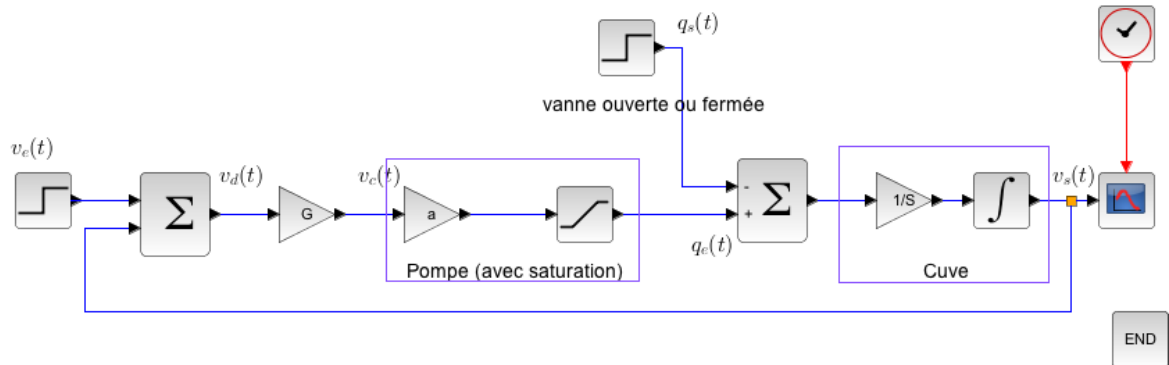 q_s(t)
vanne ouverte ou fermée
v_e(t)
v_d(t)
v_c(t)
v_s(t)
Σ
G
a
-
+
Σ
1/S
∫
q_e(t)
Pompe (avec saturation)
Cuve
END